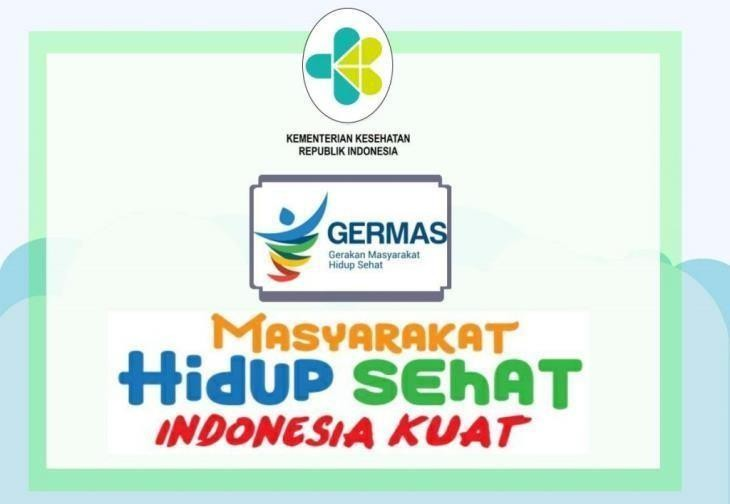 KEMENTERIAN KESEHATAN
REPUBLIK INDONESIA
GERMAS
Gerakan Masyarakat
Hidup Sehat
MASYARAKAT
HiDUP SEhAT
INDONESIA KUAT